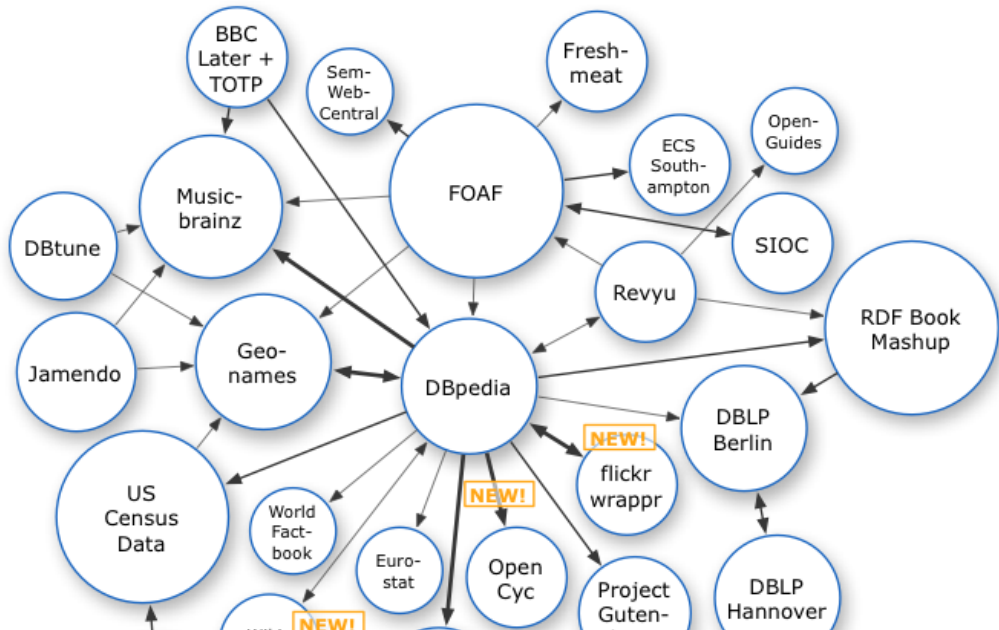 BBC
Later +
TOTP
Sem-
Web-
Central
Fresh-
meat
Open-
Guides
ECS
South-
ampton
FOAF
Music-
brainz
DBtune
SIOC
Revyu
RDF Book
Mashup
Geo-
names
Jamendo
DBpedia
DBLP
Berlin
NEW!
flickr
wrappr
NEW!
US
Census
Data
World
Fact-
book
Euro-
stat
Open
Cyc
Project
Guten-
DBLP
Hannover
NEW!